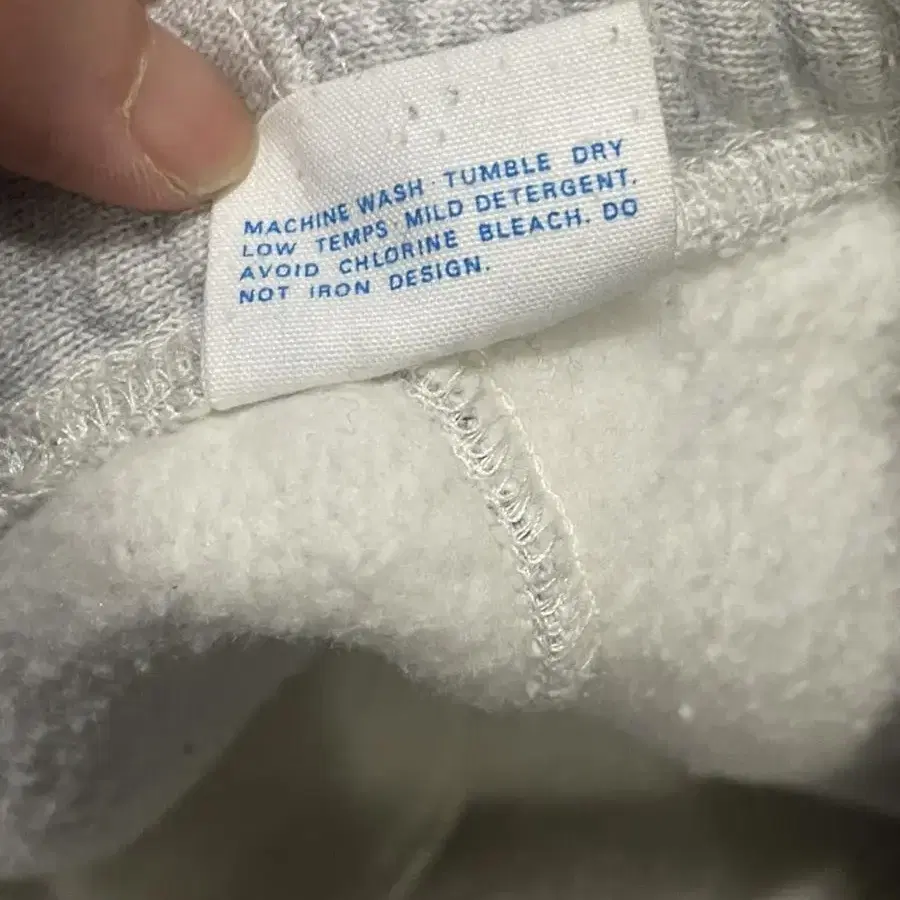 MACHINE WASH · TUMBLE DRY
LOW TEMPS · MILD DETERGENT.
AVOID CHLORINE BLEACH. DO
NOT IRON DESIGN.